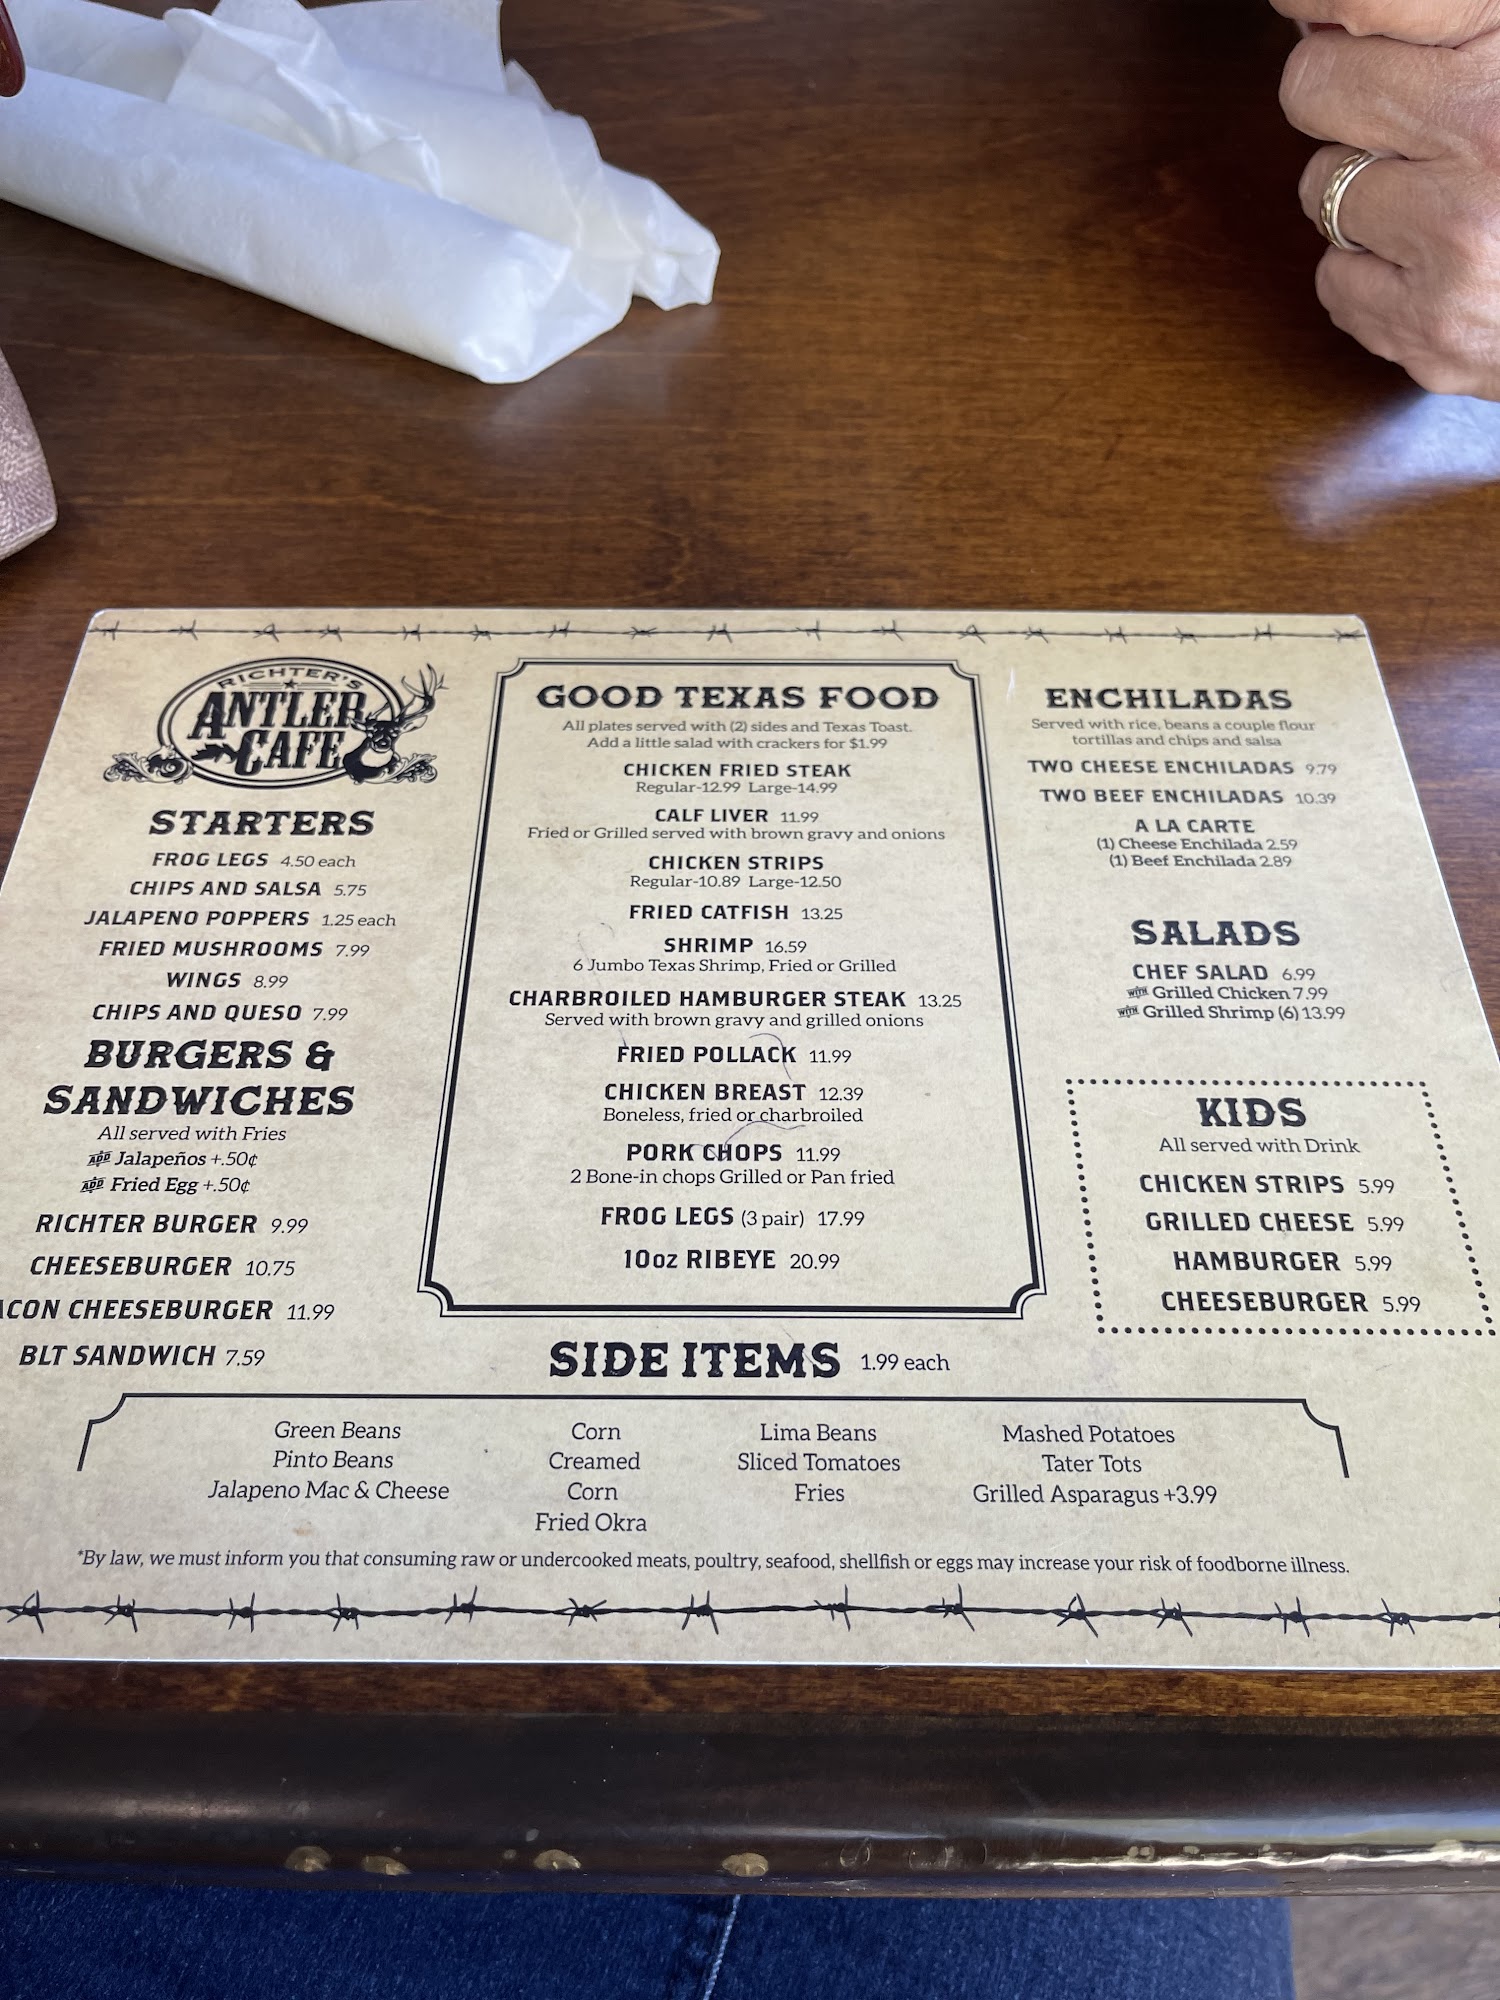 RICHTER'S
ANTLER
CAFE
STARTERS
FROG LEGS 4.50 each
CHIPS AND SALSA 5.75
JALAPENO POPPERS 1.25 each
FRIED MUSHROOMS 7.99
WINGS 8.99
CHIPS AND QUESO 7.99
BURGERS &
SANDWICHES
All served with Fries
ADD Jalapeños +.50¢
ADD Fried Egg +.50¢
RICHTER BURGER 9.99
CHEESEBURGER 10.75
ACON CHEESEBURGER 11.99
BLT SANDWICH 7.59
GOOD TEXAS FOOD
All plates served with (2) sides and Texas Toast.
Add a little salad with crackers for $1.99
CHICKEN FRIED STEAK
Regular-12.99 Large-14.99
CALF LIVER 11.99
Fried or Grilled served with brown gravy and onions
CHICKEN STRIPS
Regular-10.89 Large-12.50
FRIED CATFISH 13.25
SHRIMP 16.59
6 Jumbo Texas Shrimp, Fried or Grilled
CHARBROILED HAMBURGER STEAK 13.25
Served with brown gravy and grilled onions
FRIED POLLACK 11.99
CHICKEN BREAST 12.39
Boneless, fried or charbroiled
PORK CHOPS 11.99
2 Bone-in chops Grilled or Pan fried
FROG LEGS (3 pair) 17.99
10oz RIBEYE 20.99
ENCHILADAS
Served with rice, beans a couple flour
tortillas and chips and salsa
TWO CHEESE ENCHILADAS 9.79
TWO BEEF ENCHILADAS 10.39
A LA CARTE
(1) Cheese Enchilada 2.59
(1) Beef Enchilada 2.89
SALADS
CHEF SALAD 6.99
WITH Grilled Chicken 7.99
WITH Grilled Shrimp (6) 13.99
KIDS
All served with Drink
CHICKEN STRIPS 5.99
GRILLED CHEESE 5.99
HAMBURGER 5.99
CHEESEBURGER 5.99
SIDE ITEMS 1.99 each
Green Beans
Pinto Beans
Jalapeno Mac & Cheese
Corn
Creamed
Corn
Fried Okra
Lima Beans
Sliced Tomatoes
Fries
Mashed Potatoes
Tater Tots
Grilled Asparagus +3.99
*By law, we must inform you that consuming raw or undercooked meats, poultry, seafood, shellfish or eggs may increase your risk of foodborne illness.